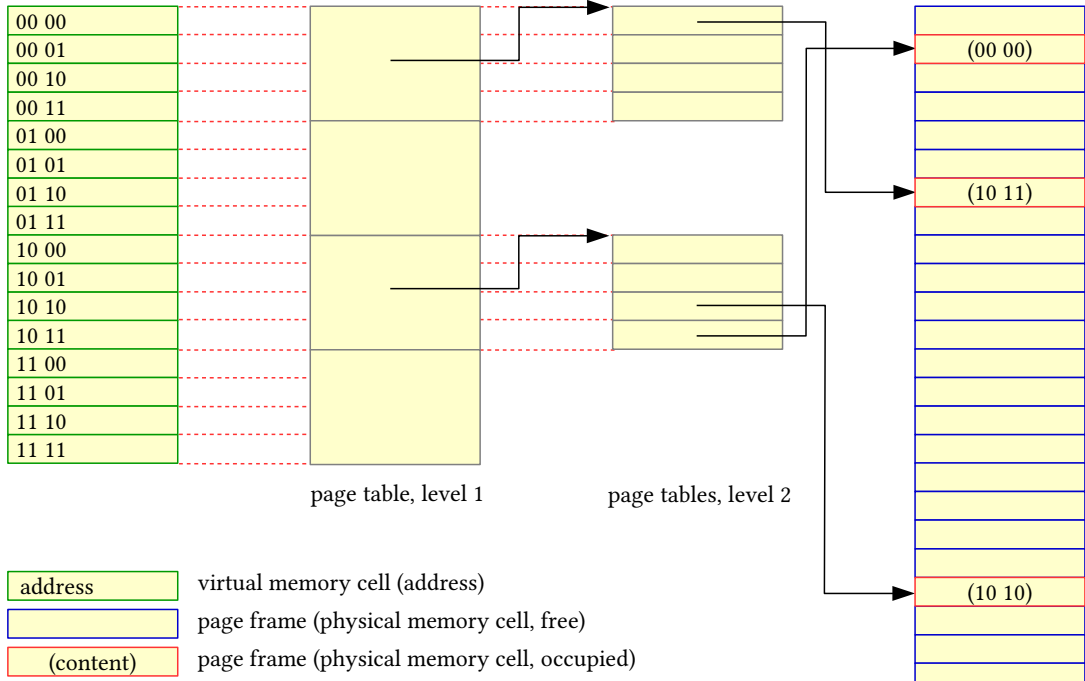 00 00
00 01
00 10
00 11
01 00
01 01
01 10
01 11
10 00
10 01
10 10
10 11
11 00
11 01
11 10
11 11
page table, level 1
page tables, level 2
(00 00)
(10 11)
(10 10)
address
virtual memory cell (address)
page frame (physical memory cell, free)
(content)
page frame (physical memory cell, occupied)